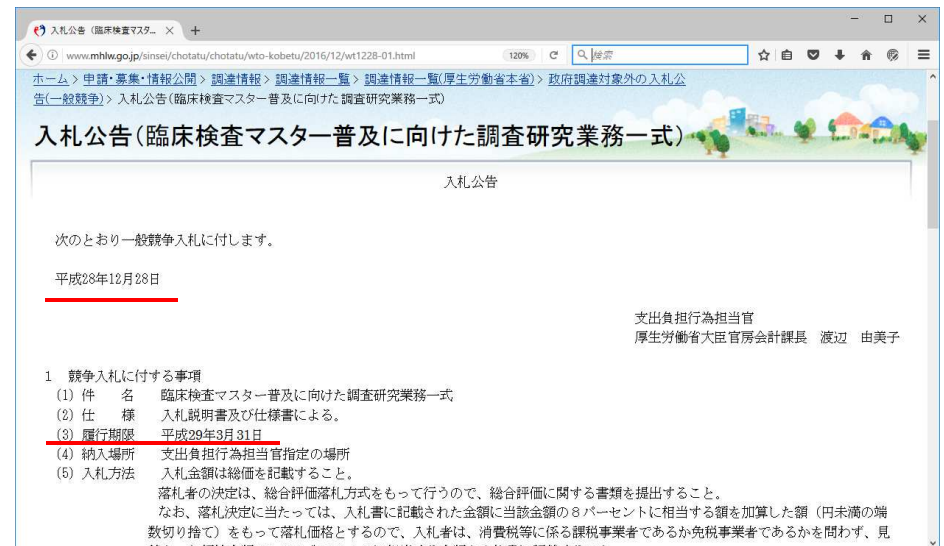 入札公告（臨床検査マスタ... × +
www.mhlw.go.jp/sinsei/chotatu/chotatu/wto-kobetu/2016/12/wt1228-01.html 120% 検索
ホーム> 申請・募集・情報公開> 調達情報> 調達情報一覧> 調達情報一覧(厚生労働省本省)> 政府調達対象外の入札公
告(一般競争)> 入札公告(臨床検査マスター普及に向けた調査研究業務一式)
入札公告(臨床検査マスター普及に向けた調査研究業務一式)
入札公告
次のとおり一般競争入札に付します。
平成28年12月28日
支出負担行為担当官
厚生労働省大臣官房会計課長 渡辺 由美子
1 競争入札に付する事項
(1) 件 名 臨床検査マスター普及に向けた調査研究業務一式
(2) 仕 様 入札説明書及び仕様書による。
(3) 履行期限 平成29年3月31日
(4) 納入場所 支出負担行為担当官指定の場所
(5) 入札方法 入札金額は総価を記載すること。
落札者の決定は、総合評価落札方式をもって行うので、総合評価に関する書類を提出すること。
なお、落札決定に当たっては、入札書に記載された金額に当該金額の８パーセントに相当する額を加算した額（円未満の端
数切り捨て）をもって落札価格とするので、入札者は、消費税等に係る課税事業者であるか免税事業者であるかを問わず、見